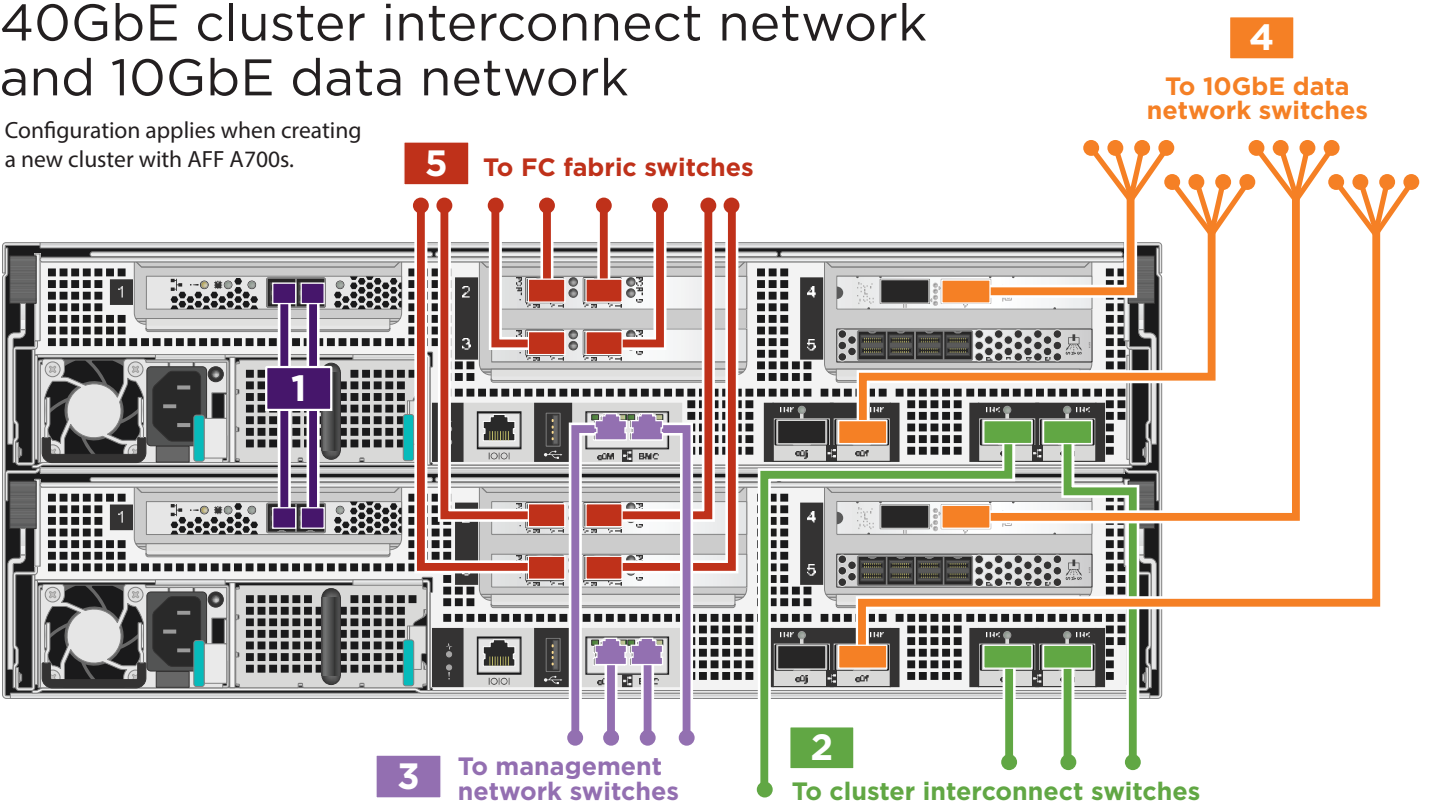 40GbE cluster interconnect network
and 10GbE data network
Configuration applies when creating
a new cluster with AFF A700s.
4
To 10GbE data
network switches
5
To FC fabric switches
1
2
3
4
5
1
IOIOI
e0M
BMC
e0j
e0f
1
4
5
IOIOI
e0j
e0f
3
To management
network switches
2
To cluster interconnect switches